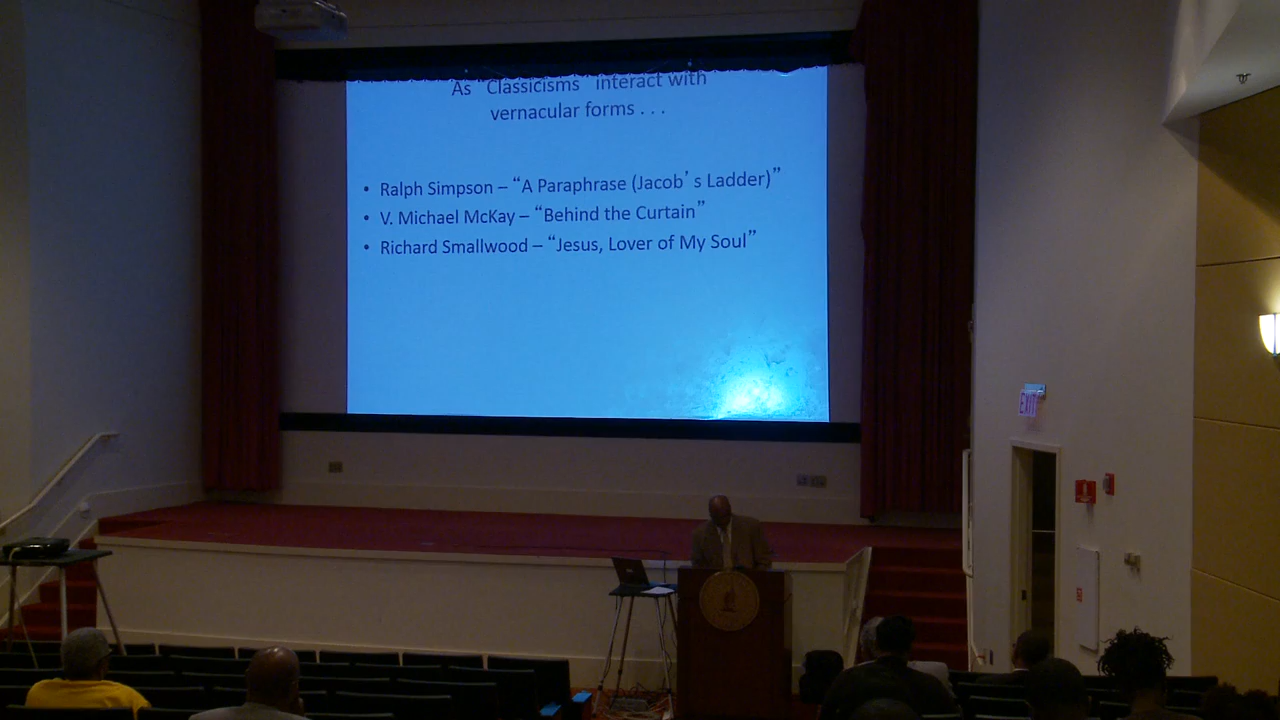 As “Classicisms” interact with
vernacular forms . . .
• Ralph Simpson – “A Paraphrase (Jacob’s Ladder)”
• V. Michael McKay – “Behind the Curtain”
• Richard Smallwood – “Jesus, Lover of My Soul”
EXIT